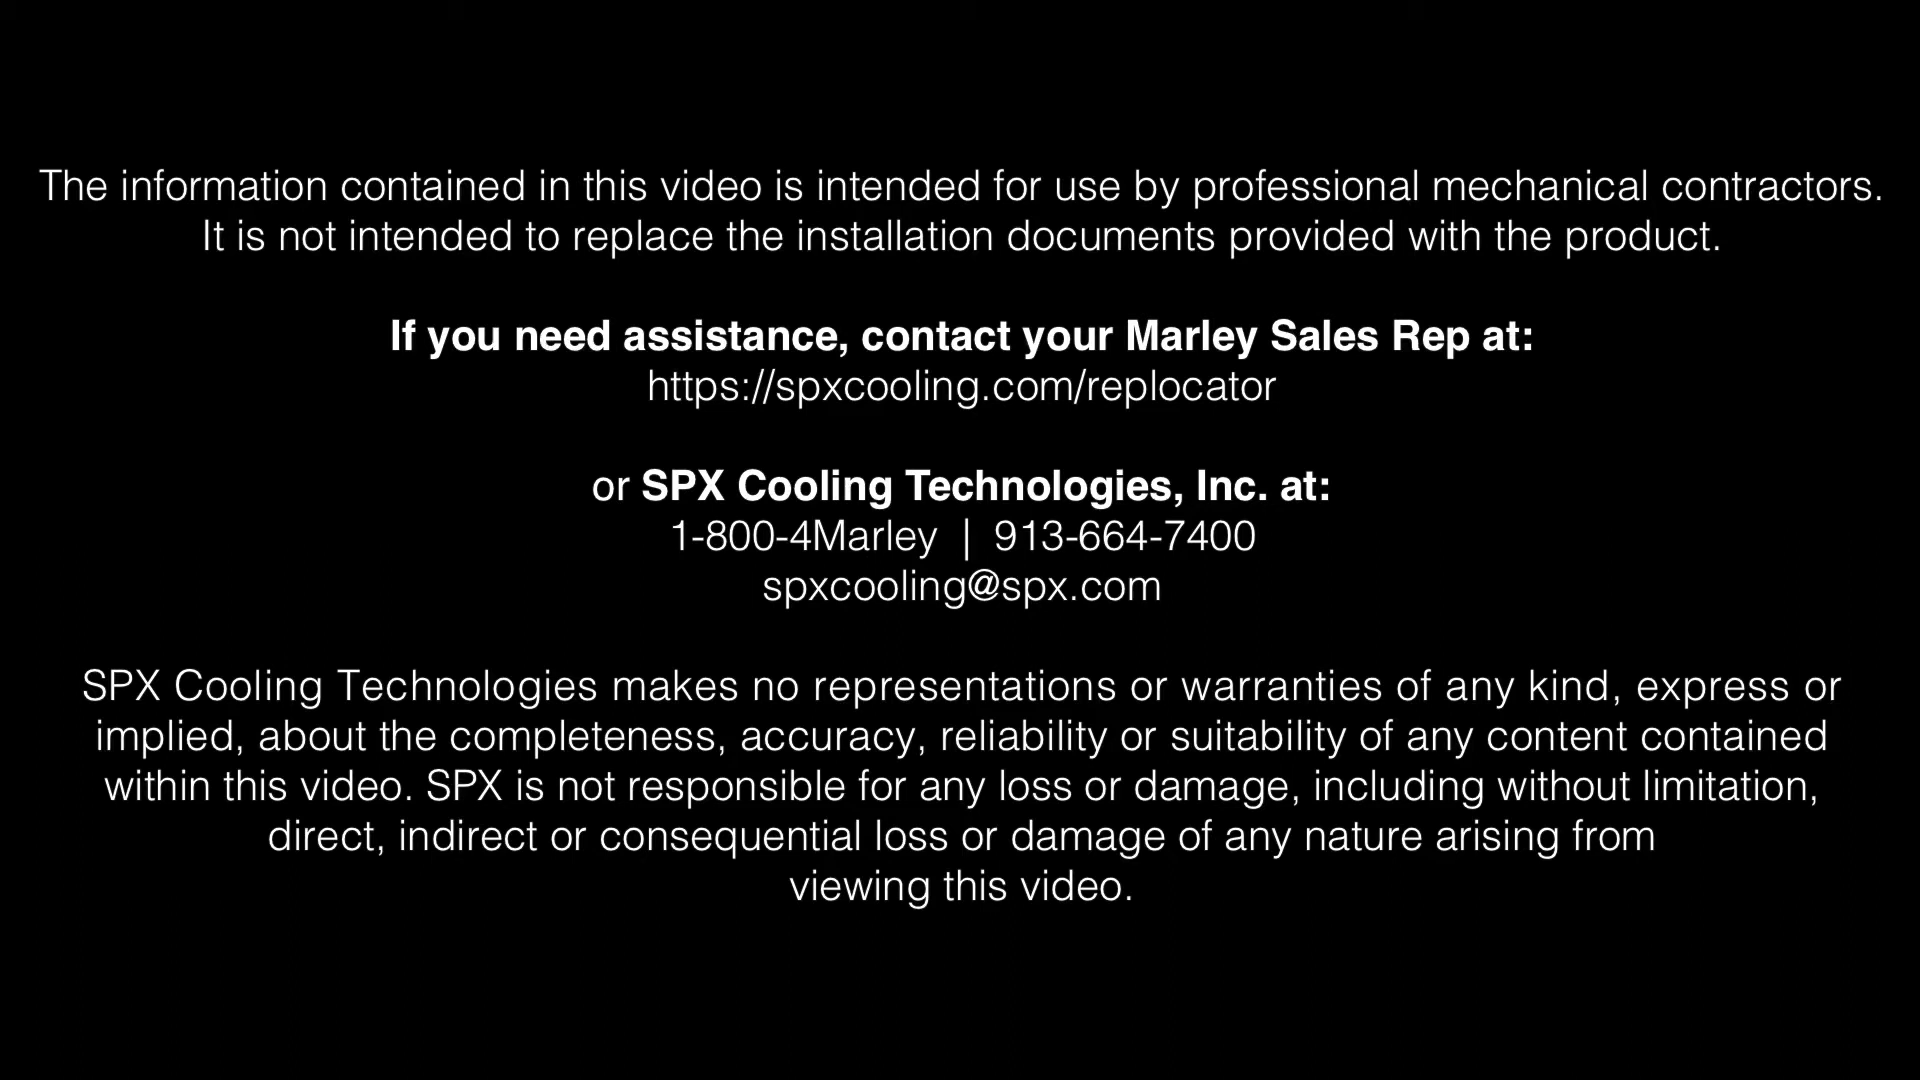 The information contained in this video is intended for use by professional mechanical contractors.
It is not intended to replace the installation documents provided with the product.
If you need assistance, contact your Marley Sales Rep at:
https://spxcooling.com/replocator
or SPX Cooling Technologies, Inc. at:
1-800-4Marley | 913-664-7400
spxcooling@spx.com
SPX Cooling Technologies makes no representations or warranties of any kind, express or
implied, about the completeness, accuracy, reliability or suitability of any content contained
within this video. SPX is not responsible for any loss or damage, including without limitation,
direct, indirect or consequential loss or damage of any nature arising from
viewing this video.